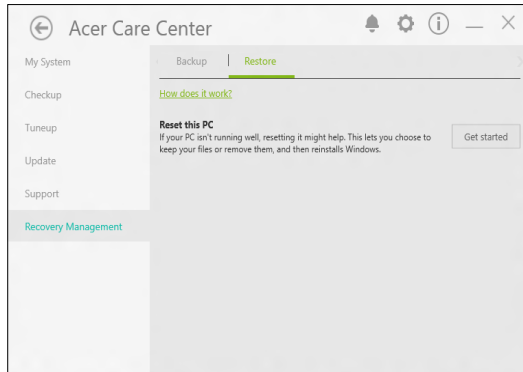 Acer Care Center
My System
Checkup
Tuneup
Update
Support
Recovery Management
Backup
Restore
How does it work?
Reset this PC
If your PC isn't running well, resetting it might help. This lets you choose to
keep your files or remove them, and then reinstalls Windows.
Get started